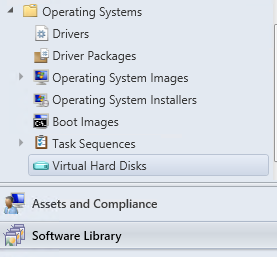 Operating Systems
Drivers
Driver Packages
Operating System Images
Operating System Installers
Boot Images
Task Sequences
Virtual Hard Disks
Assets and Compliance
Software Library